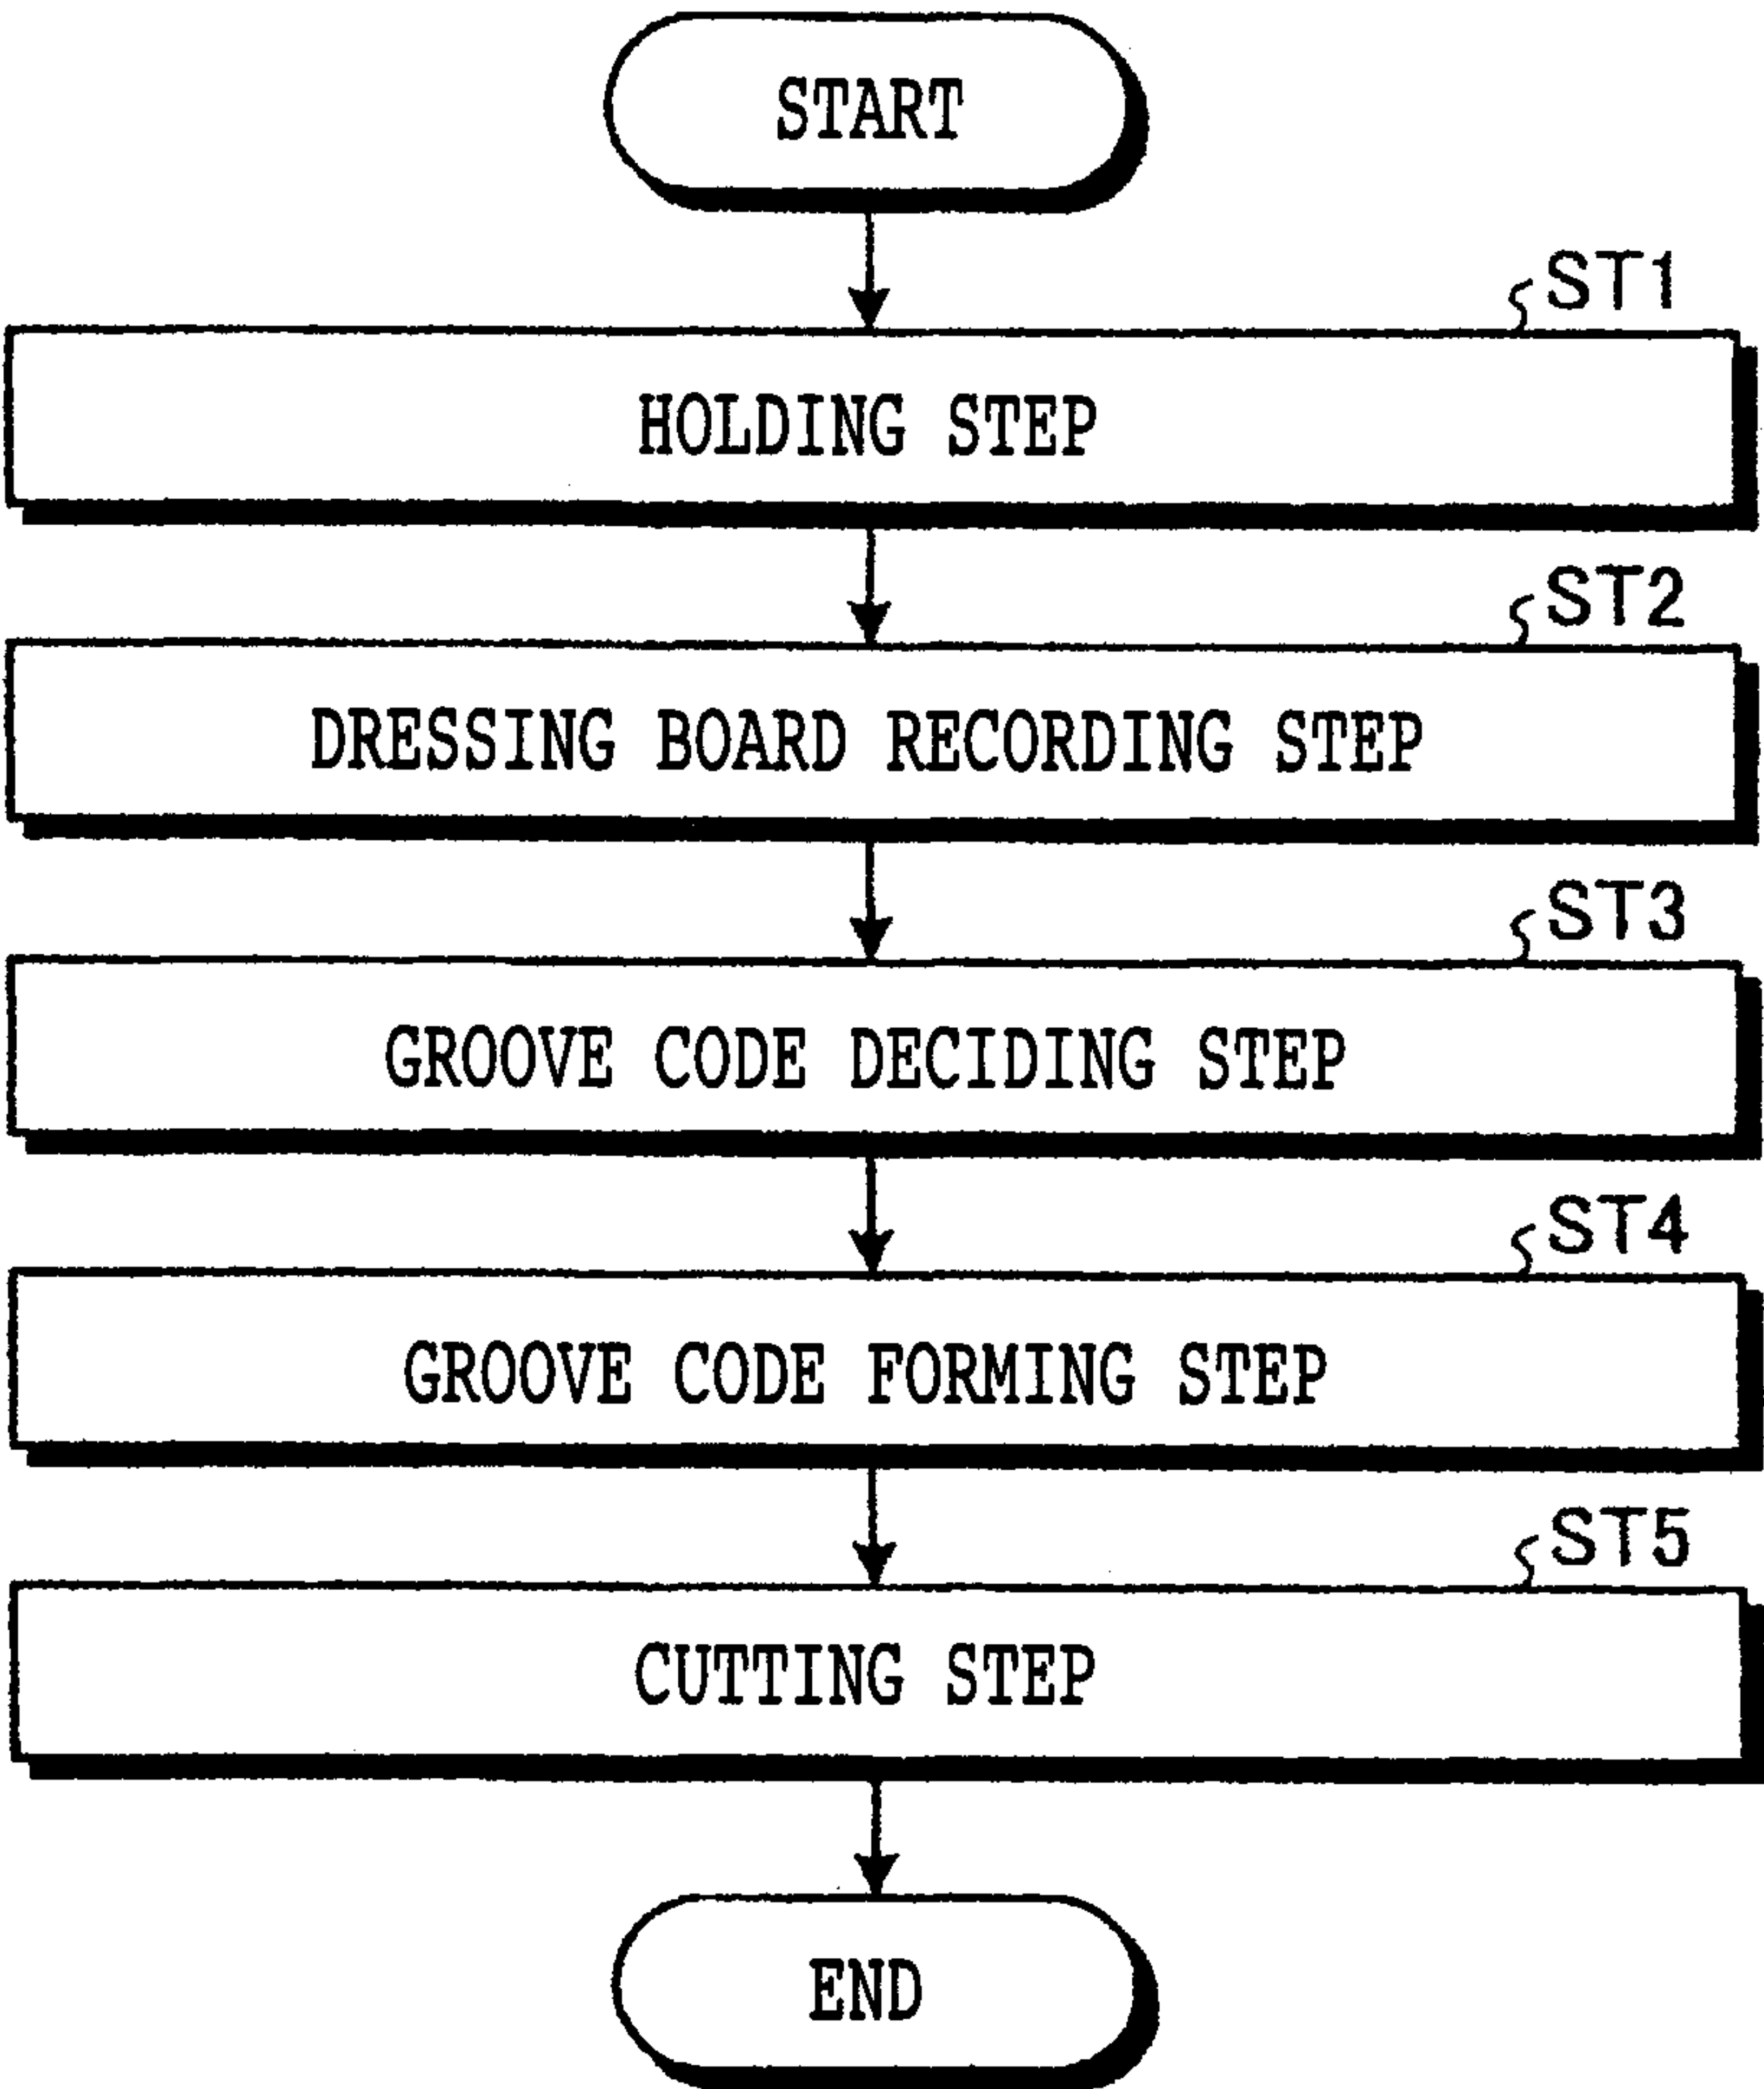 START
ST1
HOLDING STEP
ST2
DRESSING BOARD RECORDING STEP
ST3
GROOVE CODE DECIDING STEP
ST4
GROOVE CODE FORMING STEP
ST5
CUTTING STEP
END